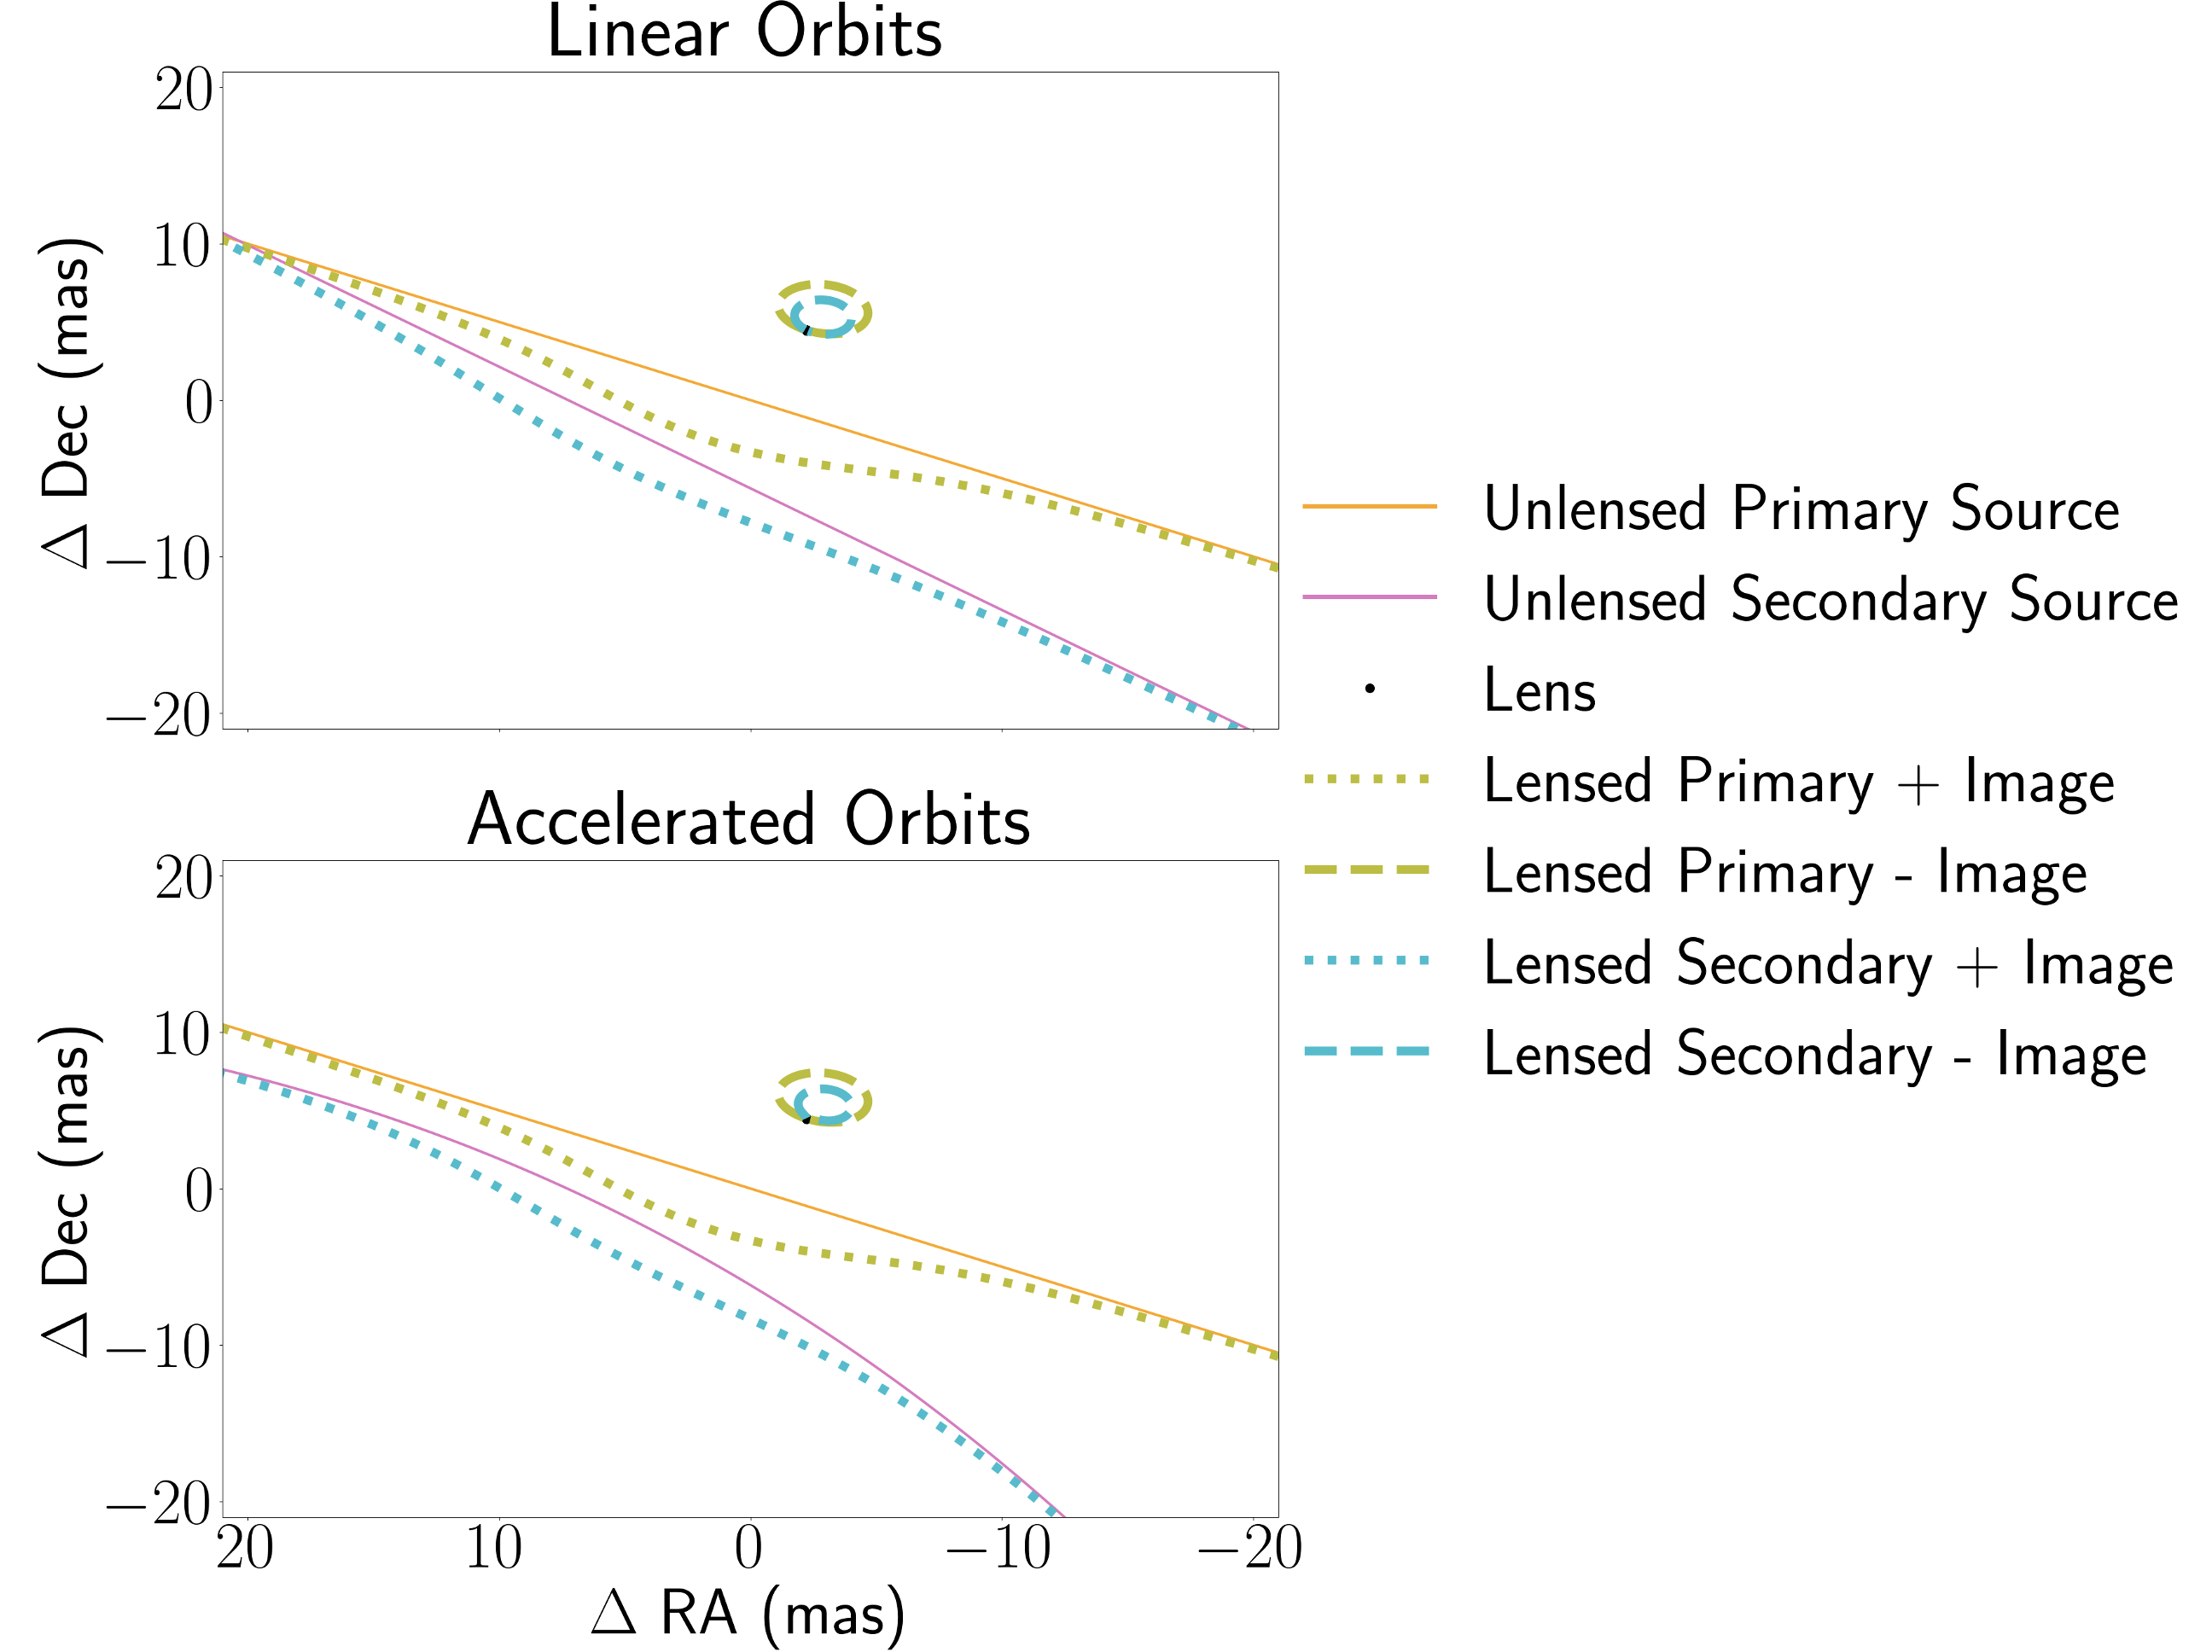 Linear Orbits
20
10
0
−10
−20
Δ Dec (mas)
Accelerated Orbits
20
10
0
−10
−20
Δ Dec (mas)
20 10 0 −10 −20
Δ RA (mas)
Unlensed Primary Source
Unlensed Secondary Source
Lens
Lensed Primary + Image
Lensed Primary - Image
Lensed Secondary + Image
Lensed Secondary - Image